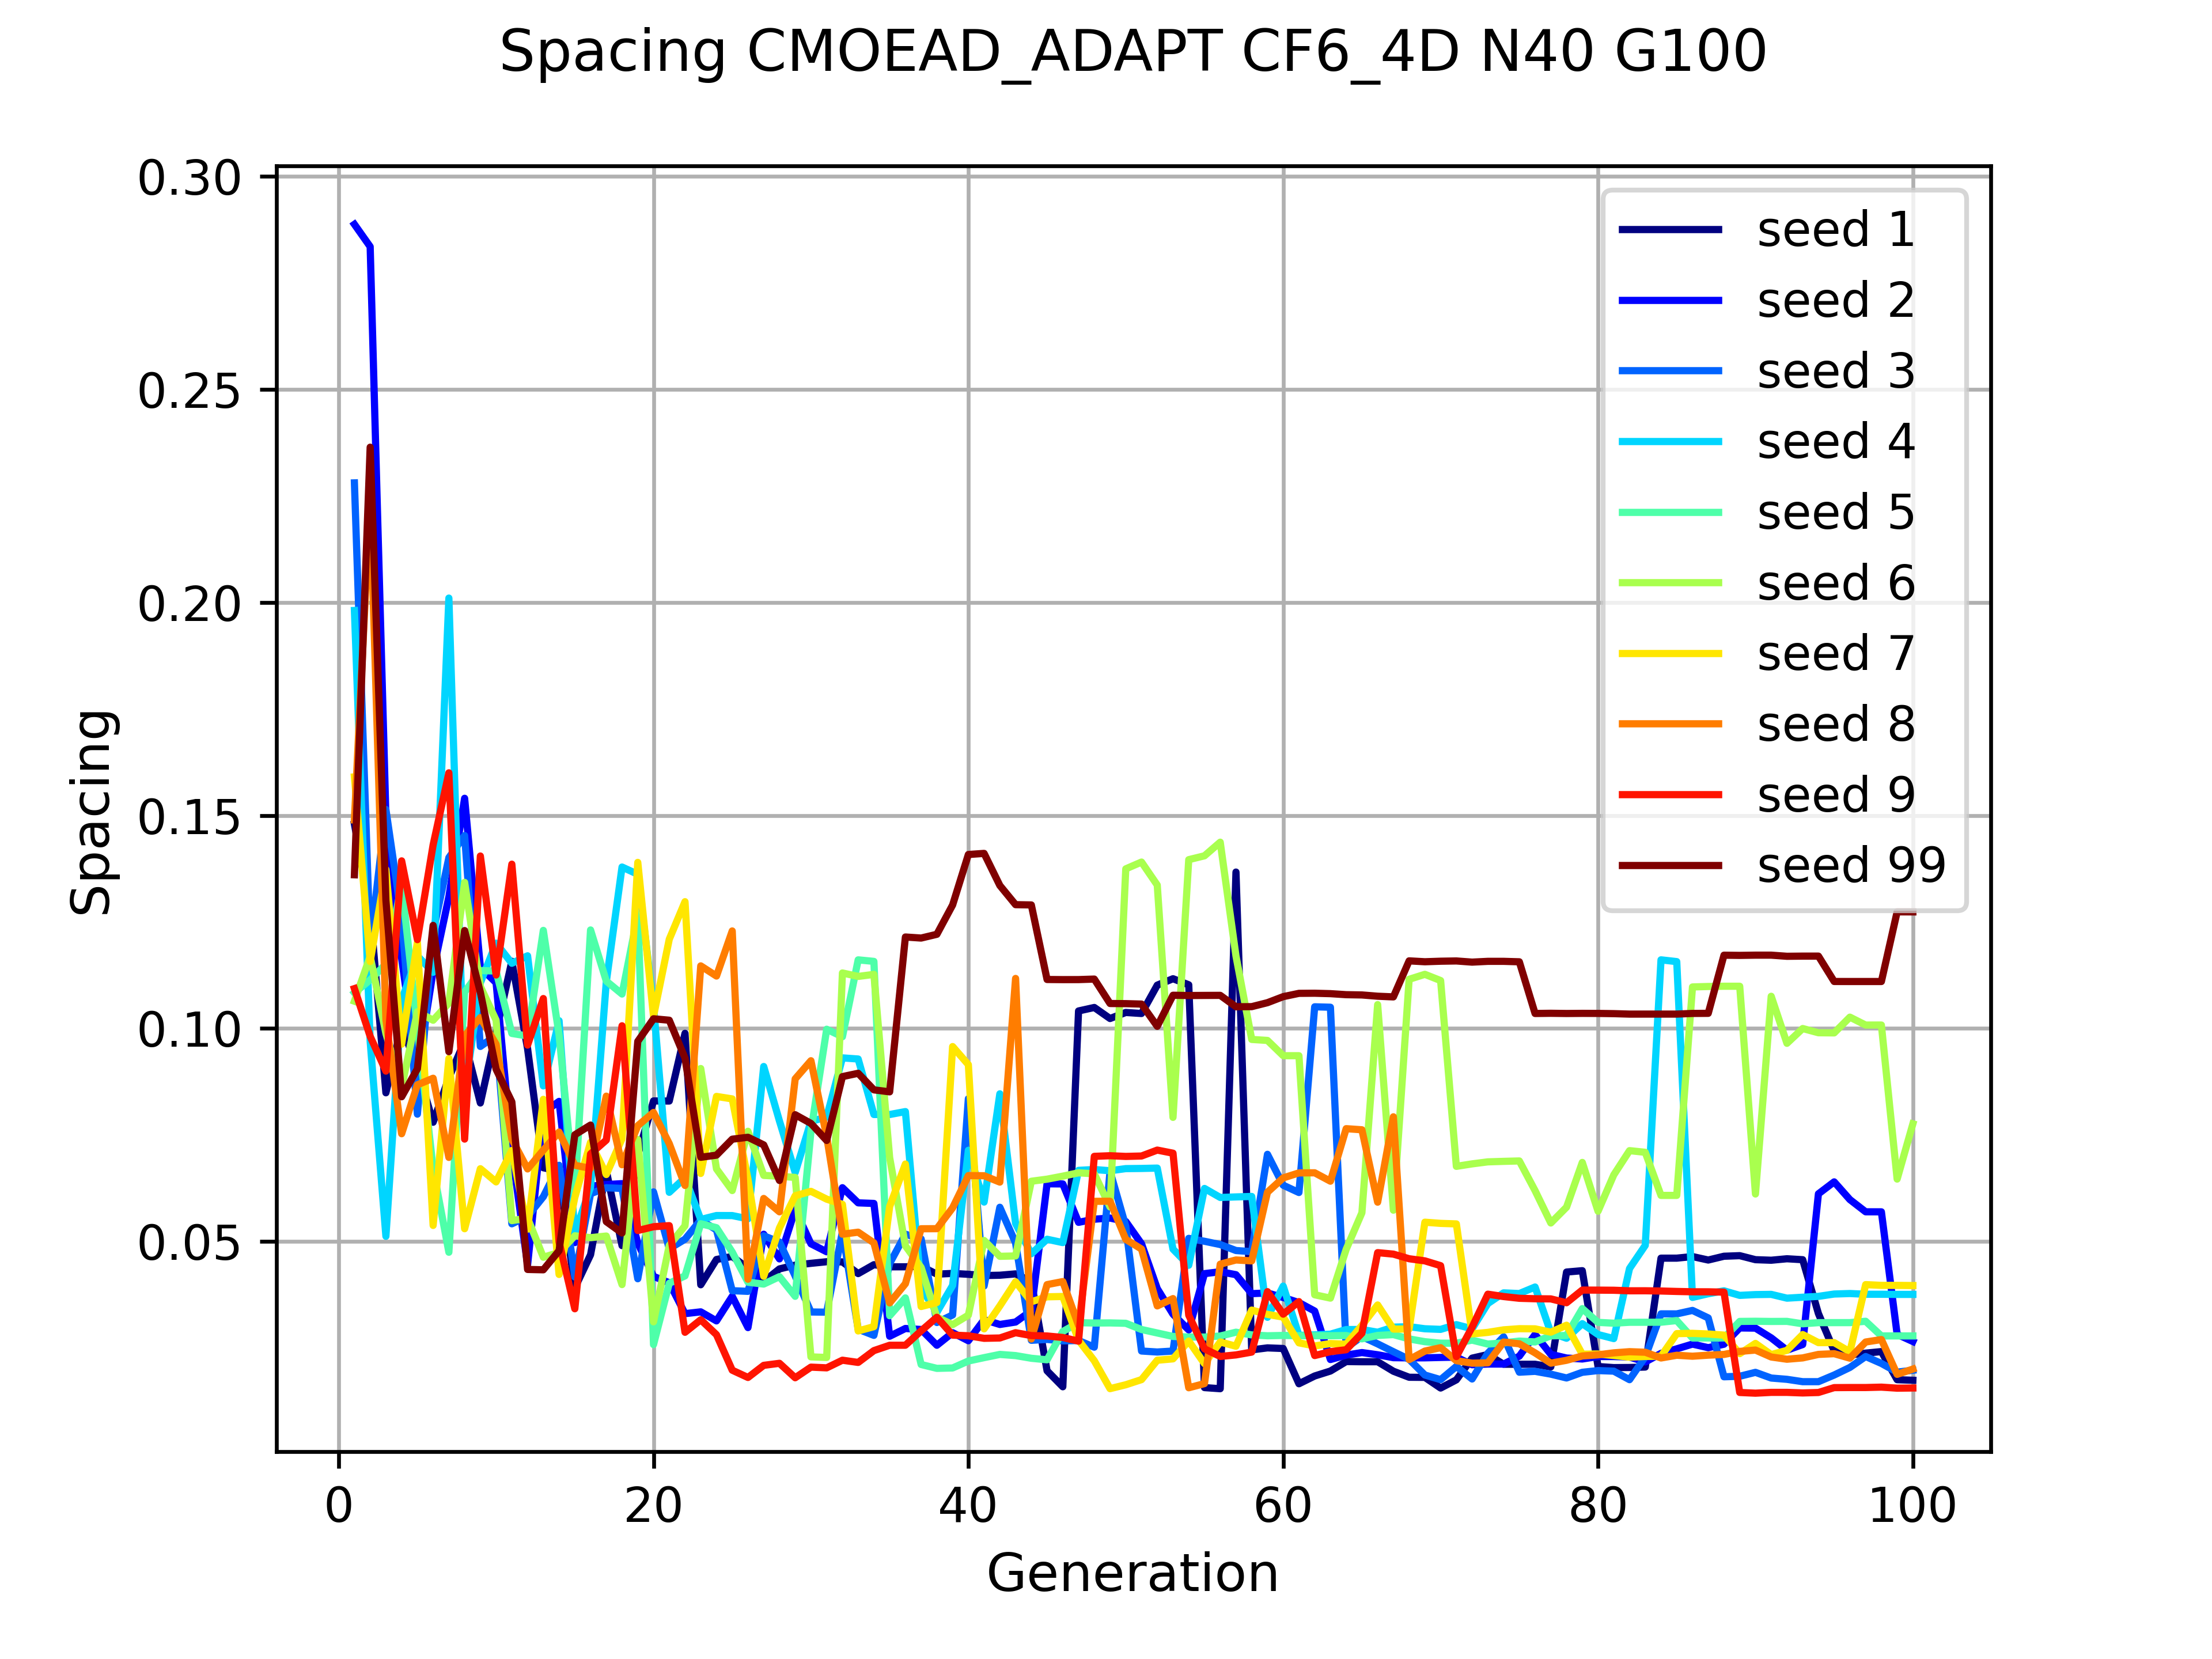 Spacing CMOEAD_ADAPT CF6_4D N40 G100
0.30
0.25
0.20
0.15
0.10
0.05
Spacing
seed 1
seed 2
seed 3
seed 4
seed 5
seed 6
seed 7
seed 8
seed 9
seed 99
0 20 40 60 80 100
Generation